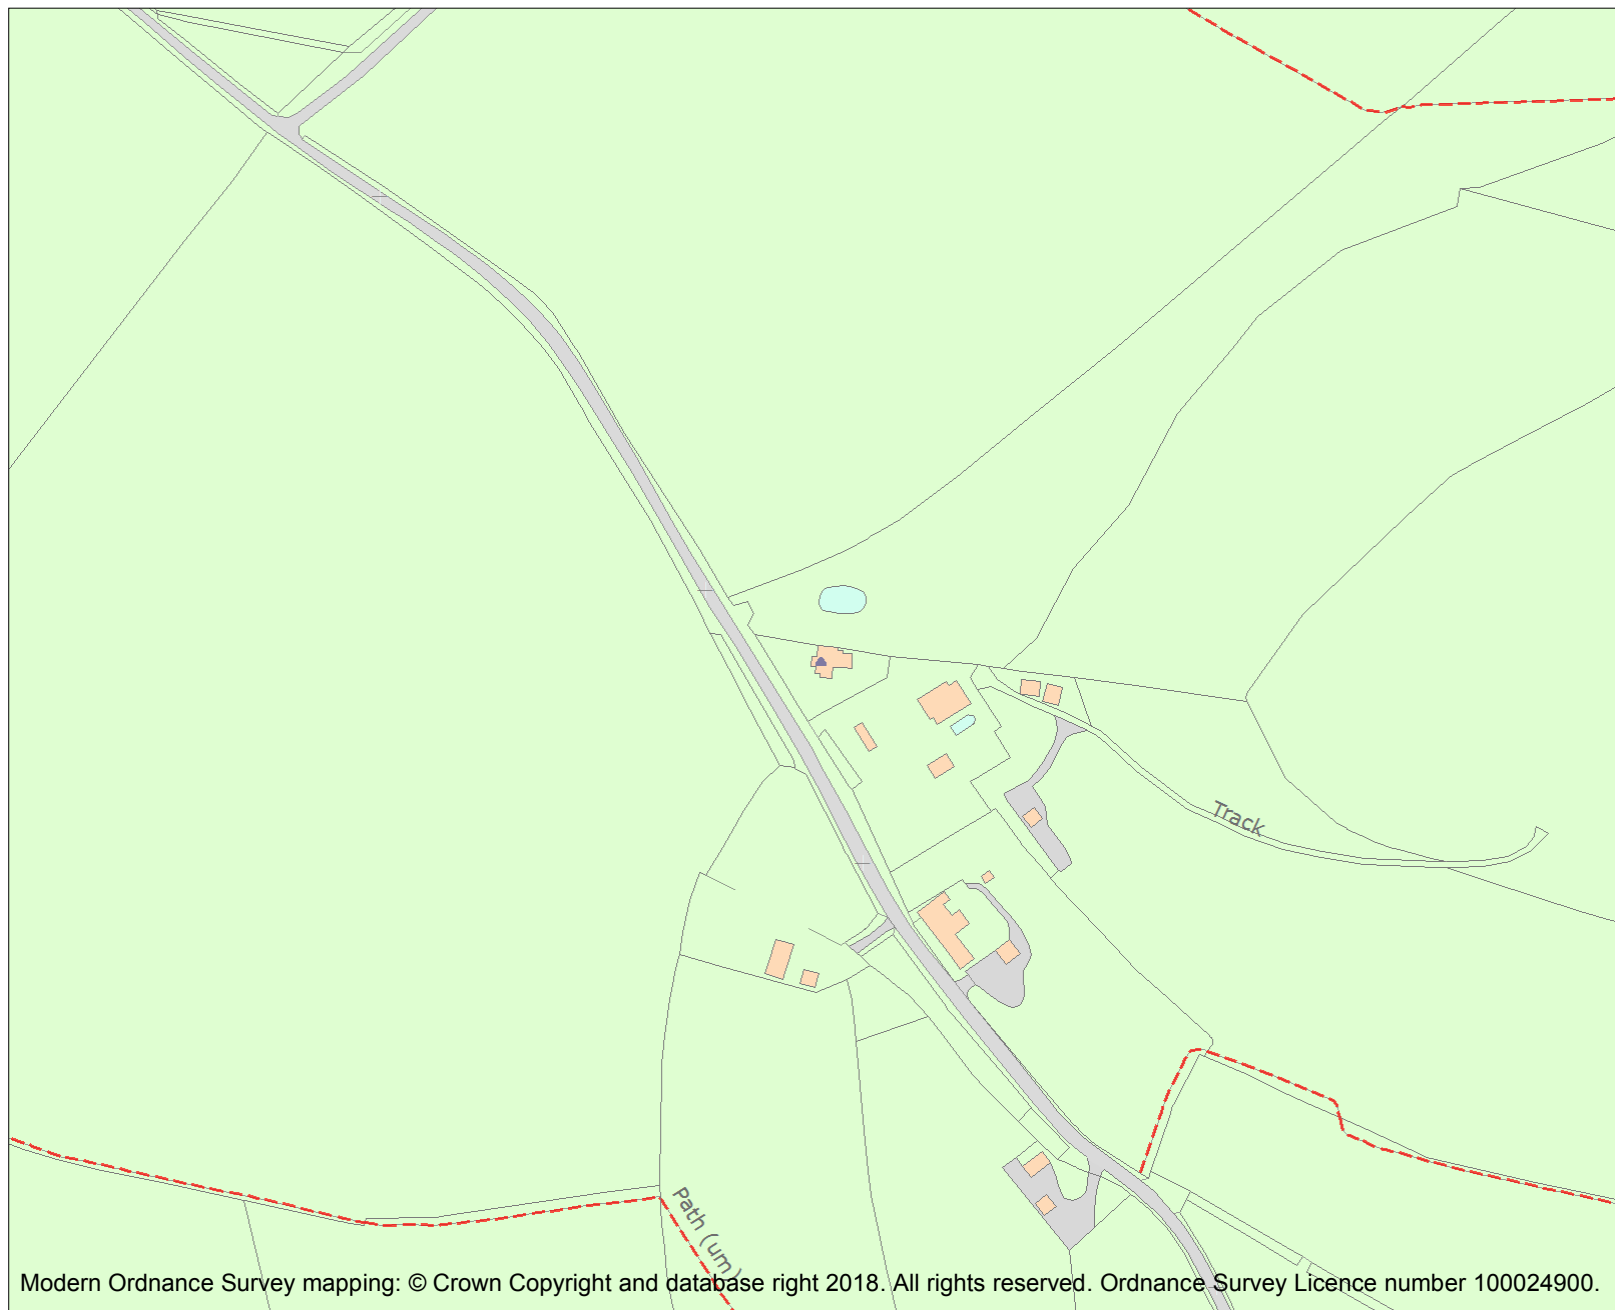 Track
Path (um)
Modern Ordnance Survey mapping: © Crown Copyright and database right 2018. All rights reserved. Ordnance Survey Licence number 100024900.